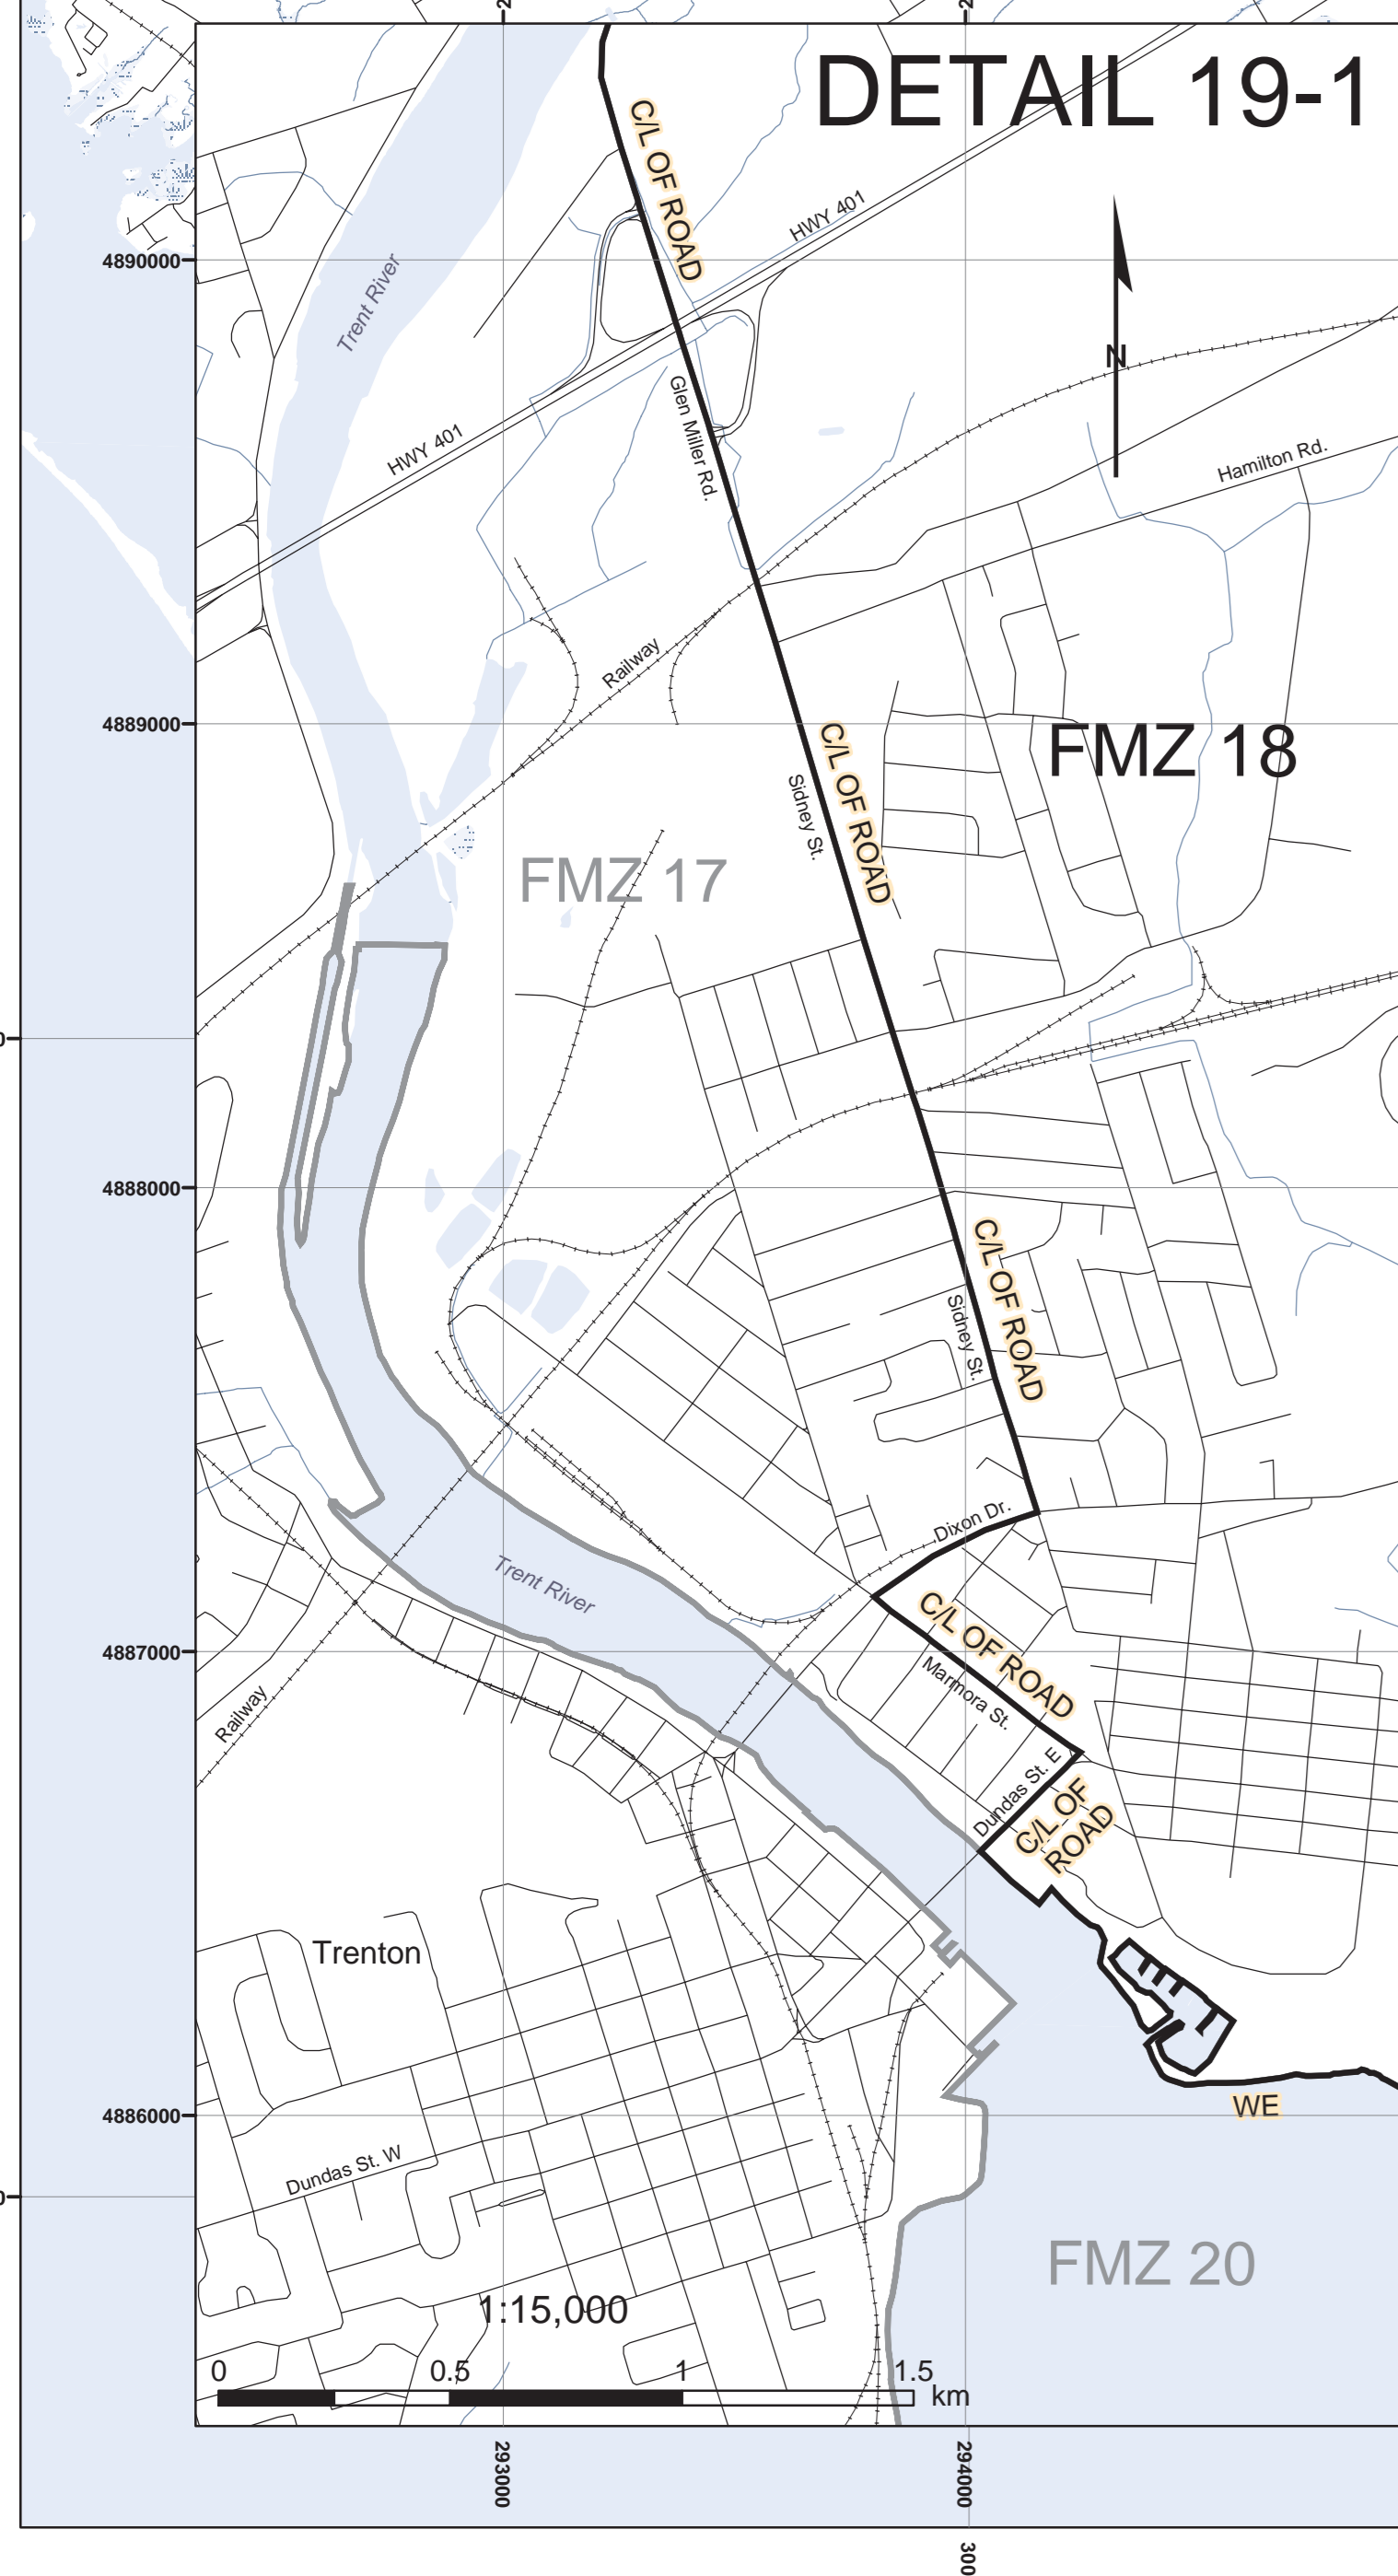 DETAIL 19-1
C/L OF ROAD
HWY 401
4890000
Trent River
N
Glen Miller Rd.
HWY 401
Hamilton Rd.
Railway
4889000
C/L OF ROAD
FMZ 18
Sidney St.
FMZ 17
4888000
C/L OF ROAD
Sidney St.
Dixon Dr.
Trent River
C/L OF ROAD
4887000
Marmora St.
Railway
Dundas St. E
C/L OF
ROAD
Trenton
WE
4886000
Dundas St. W
FMZ 20
1:15,000
0 0.5 1 1.5
km
293000
294000
300